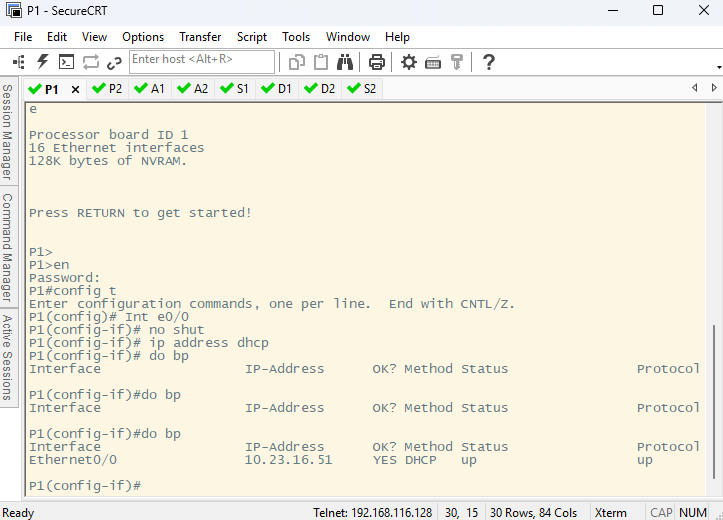 P1 - SecureCRT
File Edit View Options Transfer Script Tools Window Help
Enter host <Alt+R>
P1 P2 A1 A2 S1 D1 D2 S2
Session Manager
Command Manager
Active Sessions
e
Processor board ID 1
16 Ethernet interfaces
128K bytes of NVRAM.
Press RETURN to get started!
P1>
P1>en
Password:
P1#config t
Enter configuration commands, one per line.  End with CNTL/Z.
P1(config)# Int e0/0
P1(config-if)# no shut
P1(config-if)# ip address dhcp
P1(config-if)# do bp
Interface                  IP-Address      OK? Method Status                Protocol
P1(config-if)#do bp
Interface                  IP-Address      OK? Method Status                Protocol
P1(config-if)#do bp
Interface                  IP-Address      OK? Method Status                Protocol
Ethernet0/0                10.23.16.51     YES DHCP   up                    up
P1(config-if)#
Ready Telnet: 192.168.116.128 30, 15 30 Rows, 84 Cols Xterm CAP NUM